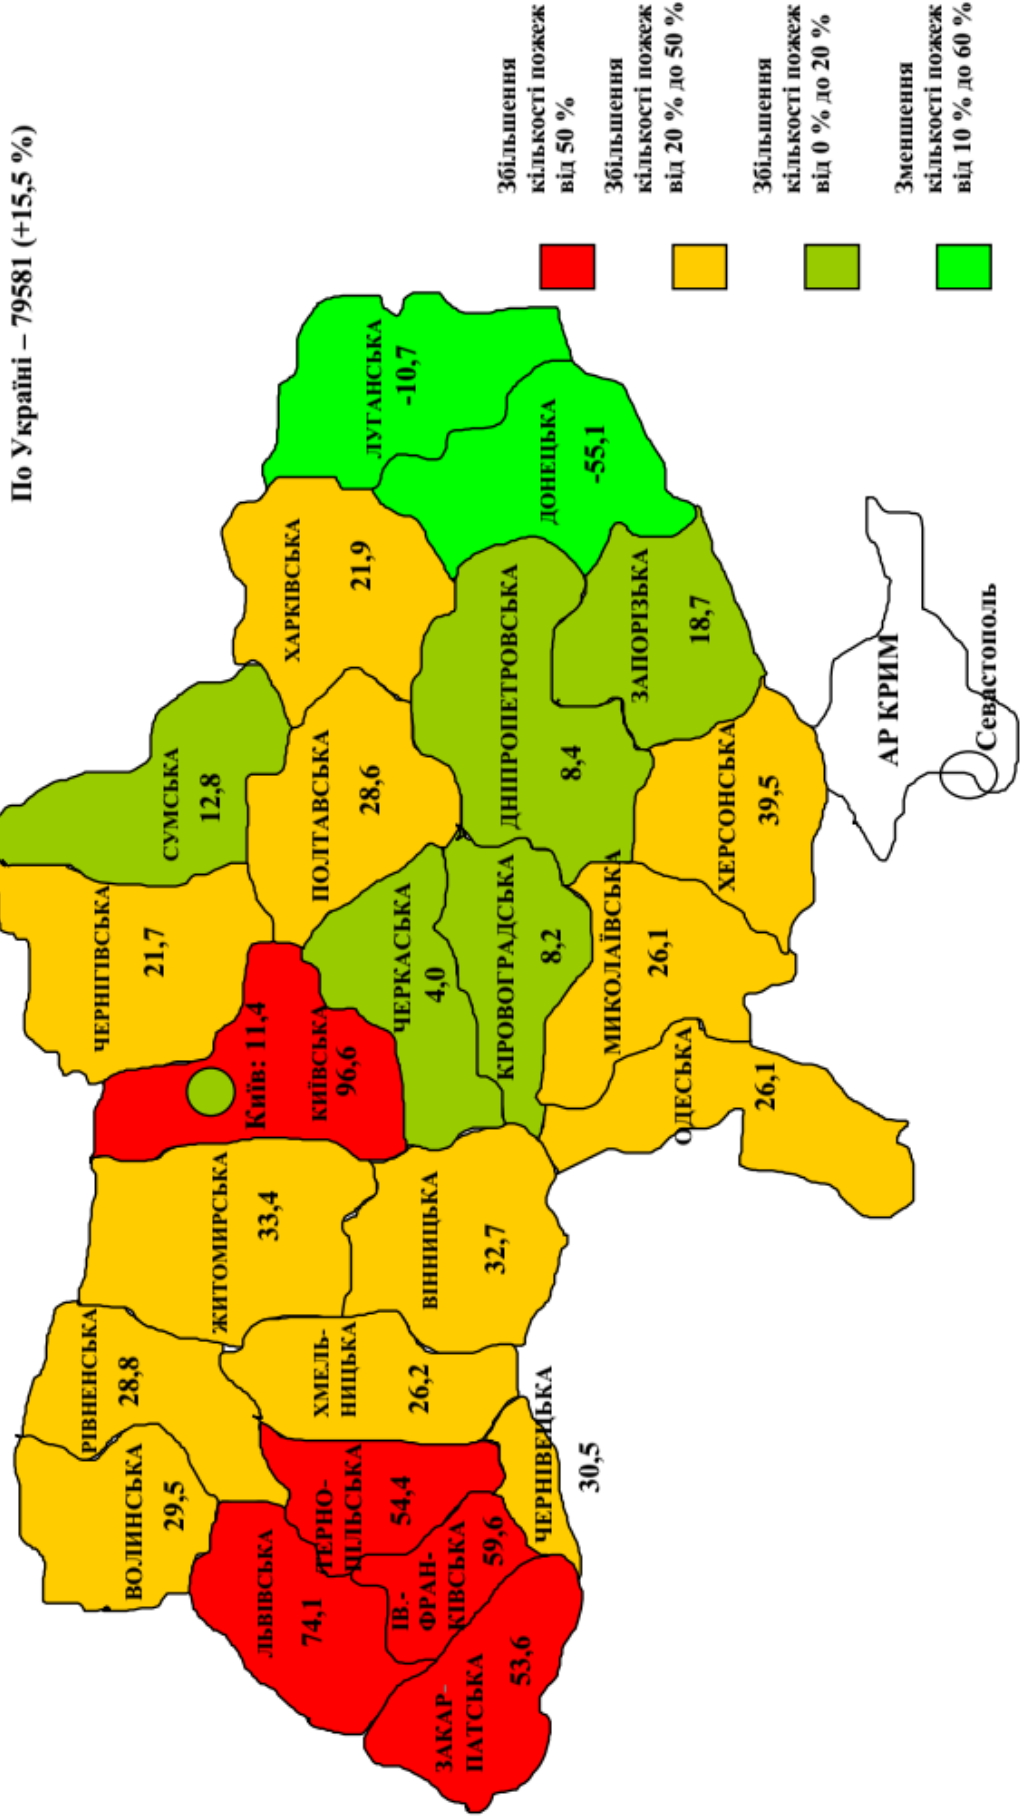 По Україні – 79581 (+15,5 %)
ЧЕРНІГІВСЬКА
21,7
СУМСЬКА
12,8
РІВНЕНСЬКА
28,8
ВОЛИНСЬКА
29,5
ЖИТОМИРСЬКА
33,4
Київ: 11,4
КИЇВСЬКА
96,6
ПОЛТАВСЬКА
28,6
ХАРКІВСЬКА
21,9
ЛУГАНСЬКА
-10,7
ЛЬВІВСЬКА
74,1
ТЕРНО-
ПІЛЬСЬКА
54,4
ХМЕЛЬ-
НИЦЬКА
26,2
ВІННИЦЬКА
32,7
ЧЕРКАСЬКА
4,0
КІРОВОГРАДСЬКА
8,2
ДНІПРОПЕТРОВСЬКА
8,4
ДОНЕЦЬКА
-55,1
ЗАКАР-
ПАТСЬКА
53,6
ІВ.-
ФРАН-
КІВСЬКА
59,6
ЧЕРНІВЕЦЬКА
30,5
ОДЕСЬКА
26,1
МИКОЛАЇВСЬКА
26,1
ХЕРСОНСЬКА
39,5
ЗАПОРІЗЬКА
18,7
АР КРИМ
Севастополь
Збільшення
кількості пожеж
від 50 %
Збільшення
кількості пожеж
від 20 % до 50 %
Збільшення
кількості пожеж
від 0 % до 20 %
Зменшення
кількості пожеж
від 10 % до 60 %